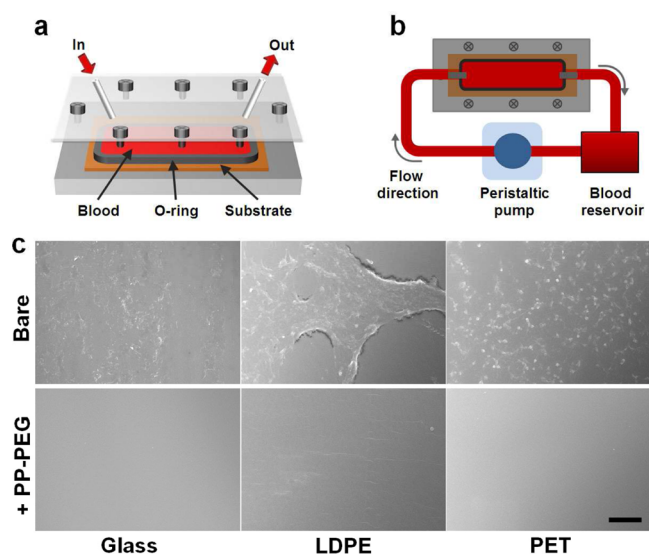 a
In
Out
Blood
O-ring
Substrate
b
Flow
direction
Peristaltic
pump
Blood
reservoir
c
Bare
+ PP-PEG
Glass
LDPE
PET